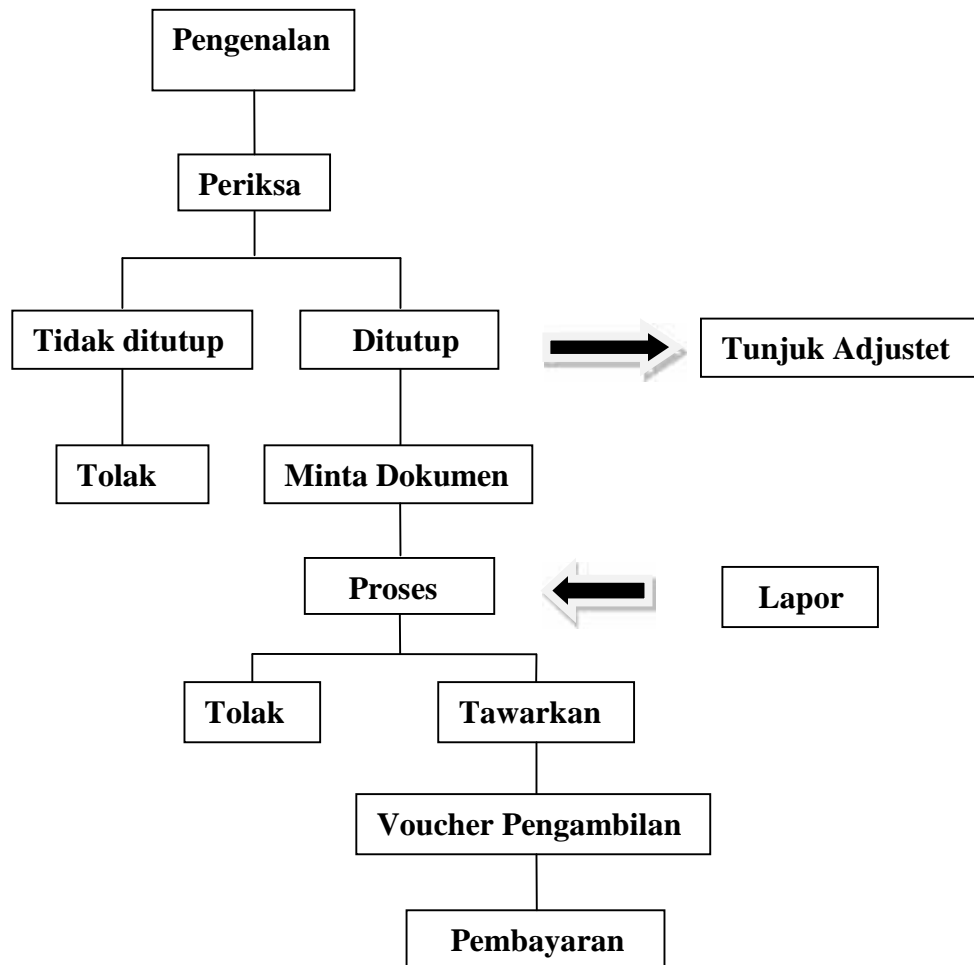 Pengenalan
Periksa
Tidak ditutup
Ditutup
Tunjuk Adjustet
Tolak
Minta Dokumen
Proses
Lapor
Tolak
Tawarkan
Voucher Pengambilan
Pembayaran